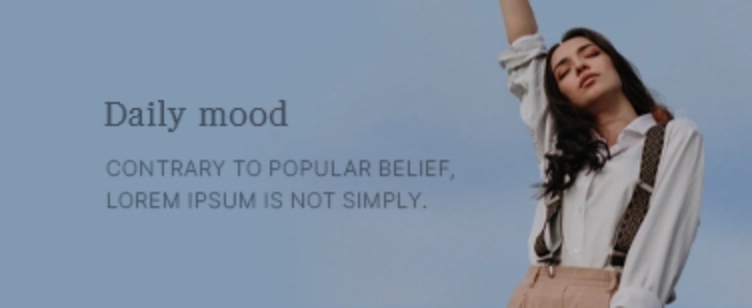 Daily mood
CONTRARY TO POPULAR BELIEF,
LOREM IPSUM IS NOT SIMPLY.